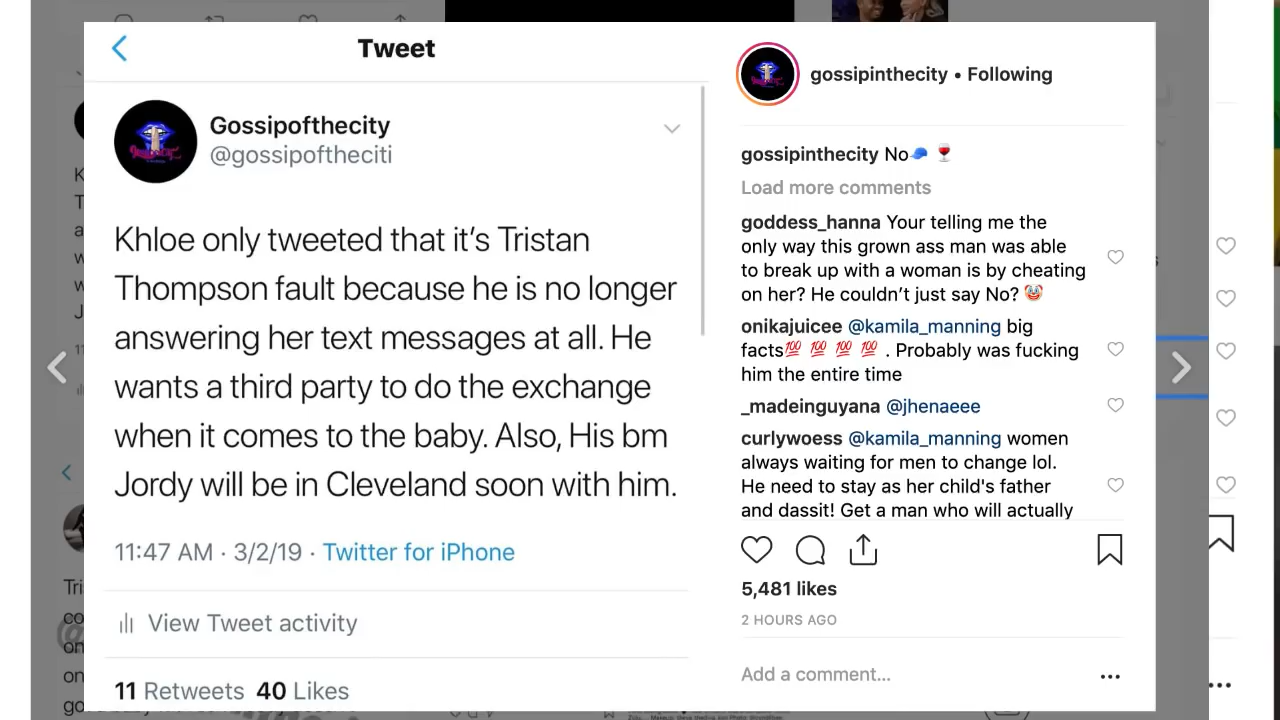 Tweet
Gossipofthecity
@gossipoftheciti
Khloe only tweeted that it’s Tristan
Thompson fault because he is no longer
answering her text messages at all. He
wants a third party to do the exchange
when it comes to the baby. Also, His bm
Jordy will be in Cleveland soon with him.
11:47 AM · 3/2/19 · Twitter for iPhone
View Tweet activity
11 Retweets 40 Likes
gossipinthecity • Following
gossipinthecity No🧢 🍷
Load more comments
goddess_hanna Your telling me the
only way this grown ass man was able
to break up with a woman is by cheating
on her? He couldn’t just say No? 🤡
onikajuicee @kamila_manning big
facts💯 💯 💯 💯 . Probably was fucking
him the entire time
_madeinguyana @jhenaeee
curlywoess @kamila_manning women
always waiting for men to change lol.
He need to stay as her child's father
and dassit! Get a man who will actually
5,481 likes
2 HOURS AGO
Add a comment...